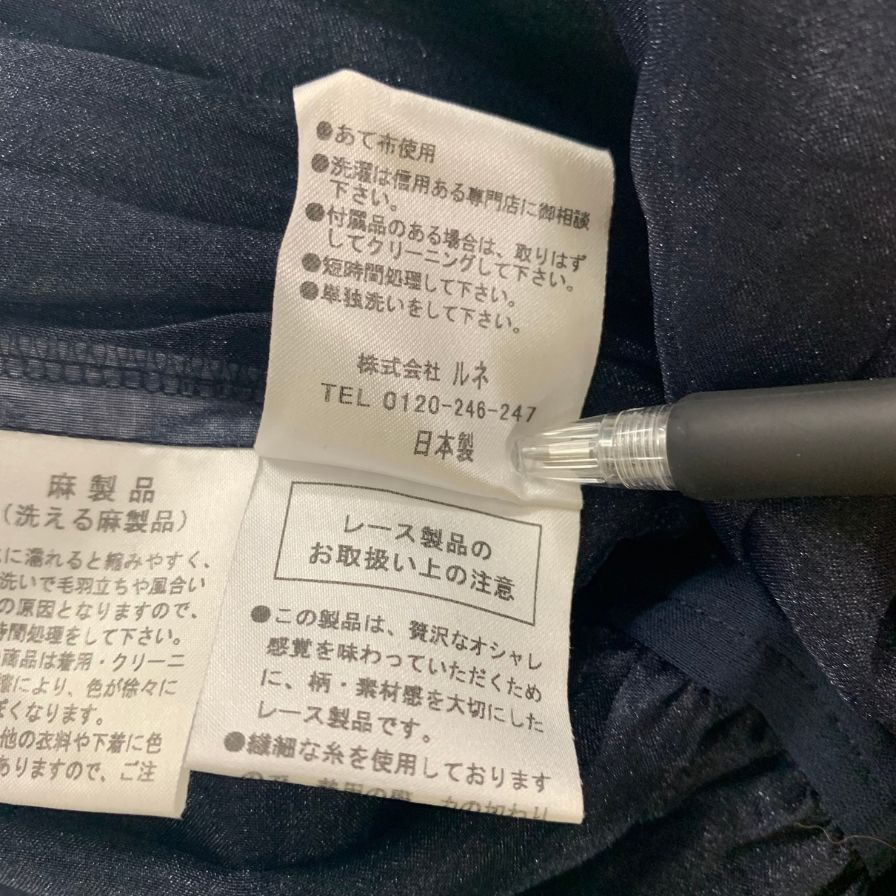 ●あて布使用
●洗濯は信用ある専門店に御相談
下さい。
●付属品のある場合は、取りはず
してクリーニングして下さい。
●短時間処理して下さい。
●単独洗いをして下さい。
株式会社 ルネ
TEL 0120-246-247
日本製
麻製品
(洗える麻製品)
に濡れると縮みやすく、
洗いで毛羽立ちや風合い
の原因となりますので、
時間処理をして下さい。
商品は着用・クリーニ
により、色が徐々に
ぽくなります。
他の衣料や下着に色
ありますので、ご注
レース製品の
お取扱い上の注意
●この製品は、贅沢なオシャレ
感覚を味わっていただくため
に、柄・素材感を大切にした
レース製品です。
●繊細な糸を使用しております